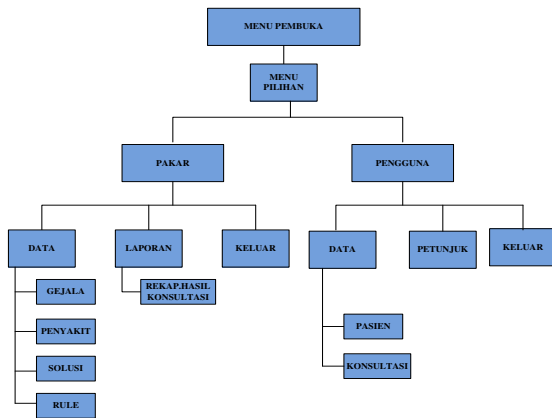 MENU PEMBUKA
MENU
PILIHAN
PAKAR
PENGGUNA
DATA
LAPORAN
KELUAR
DATA
PETUNJUK
KELUAR
GEJALA
REKAP.HASIL
KONSULTASI
PENYAKIT
PASIEN
SOLUSI
KONSULTASI
RULE